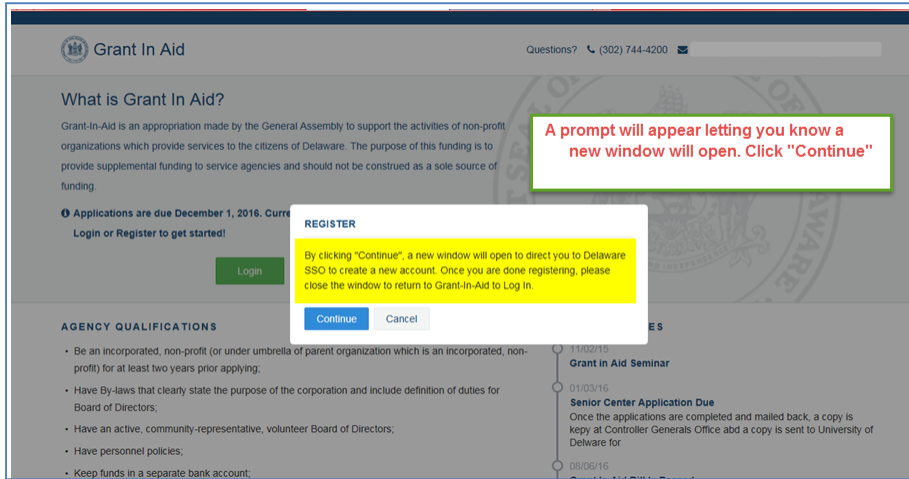 Grant In Aid
Questions? (302) 744-4200
What is Grant In Aid?
Grant-In-Aid is an appropriation made by the General Assembly to support the activities of non-profit
organizations which provide services to the citizens of Delaware. The purpose of this funding is to
provide supplemental funding to service agencies and should not be construed as a sole source of
funding.
A prompt will appear letting you know a
new window will open. Click "Continue"
Applications are due December 1, 2016. Curre
Login or Register to get started!
Login
REGISTER
By clicking "Continue", a new window will open to direct you to Delaware
SSO to create a new account. Once you are done registering, please
close the window to return to Grant-In-Aid to Log In.
Continue Cancel
AGENCY QUALIFICATIONS
• Be an incorporated, non-profit (or under umbrella of parent organization which is an incorporated, non-
profit) for at least two years prior applying;
• Have By-laws that clearly state the purpose of the corporation and include definition of duties for
Board of Directors;
• Have an active, community-representative, volunteer Board of Directors;
• Have personnel policies;
• Keep funds in a separate bank account;
ES
11/02/15
Grant in Aid Seminar
01/03/16
Senior Center Application Due
Once the applications are completed and mailed back, a copy is
kepy at Controller Generals Office abd a copy is sent to University of
Delware for
08/06/16